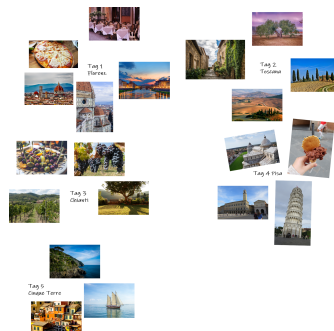 Tag 1
Florenz
Tag 2
Toscana
Tag 3
Chianti
Tag 4 Pisa
Tag 5
Cinque Terre